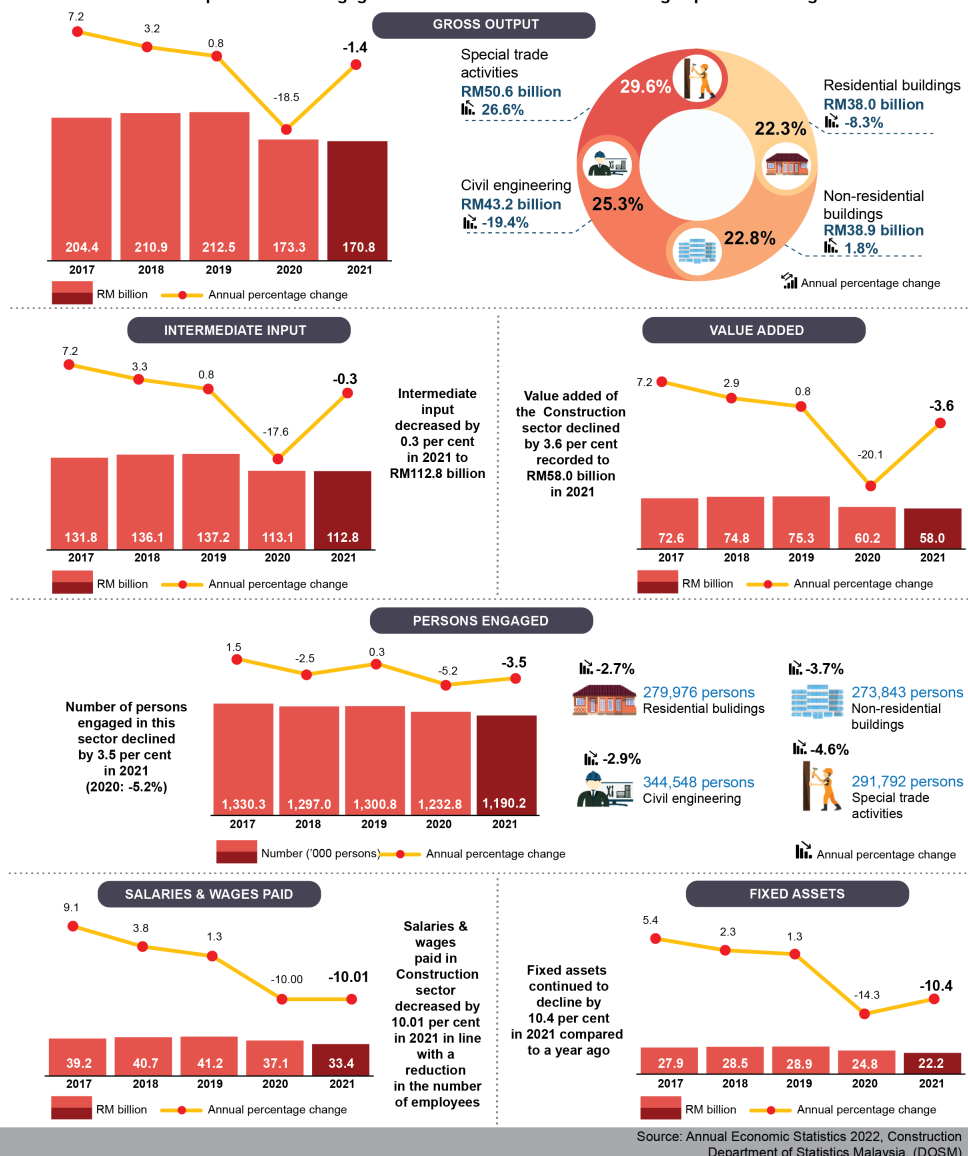 GROSS OUTPUT
7.2
3.2
0.8
-18.5
-1.4
204.4
210.9
212.5
173.3
170.8
2017
2018
2019
2020
2021
RM billion
Annual percentage change
Special trade
activities
RM50.6 billion
26.6%
Civil engineering
RM43.2 billion
-19.4%
29.6%
22.3%
25.3%
22.8%
Residential buildings
RM38.0 billion
-8.3%
Non-residential
buildings
RM38.9 billion
1.8%
Annual percentage change
INTERMEDIATE INPUT
7.2
3.3
0.8
-17.6
-0.3
131.8
136.1
137.2
113.1
112.8
2017
2018
2019
2020
2021
RM billion
Annual percentage change
Intermediate
input
decreased by
0.3 per cent
in 2021 to
RM112.8 billion
VALUE ADDED
Value added of
the Construction
sector declined
by 3.6 per cent
recorded to
RM58.0 billion
in 2021
7.2
2.9
0.8
-20.1
-3.6
72.6
74.8
75.3
60.2
58.0
2017
2018
2019
2020
2021
RM billion
Annual percentage change
PERSONS ENGAGED
Number of persons
engaged in this
sector declined
by 3.5 per cent
in 2021
(2020: -5.2%)
1.5
-2.5
0.3
-5.2
-3.5
1,330.3
1,297.0
1,300.8
1,232.8
1,190.2
2017
2018
2019
2020
2021
Number ('000 persons)
Annual percentage change
-2.7%
279,976 persons
Residential bulidings
-3.7%
273,843 persons
Non-residential
buildings
-2.9%
344,548 persons
Civil engineering
-4.6%
291,792 persons
Special trade
activities
Annual percentage change
SALARIES & WAGES PAID
9.1
3.8
1.3
-10.00
-10.01
39.2
40.7
41.2
37.1
33.4
2017
2018
2019
2020
2021
RM billion
Annual percentage change
Salaries &
wages
paid in
Construction
sector
decreased by
10.01 per cent
in 2021 in line
with a
reduction
in the number
of employees
FIXED ASSETS
Fixed assets
continued to
decline by
10.4 per cent
in 2021 compared
to a year ago
5.4
2.3
1.3
-14.3
-10.4
27.9
28.5
28.9
24.8
22.2
2017
2018
2019
2020
2021
RM billion
Annual percentage change
Source: Annual Economic Statistics 2022, Construction
Department of Statistics Malaysia, (DOSM)